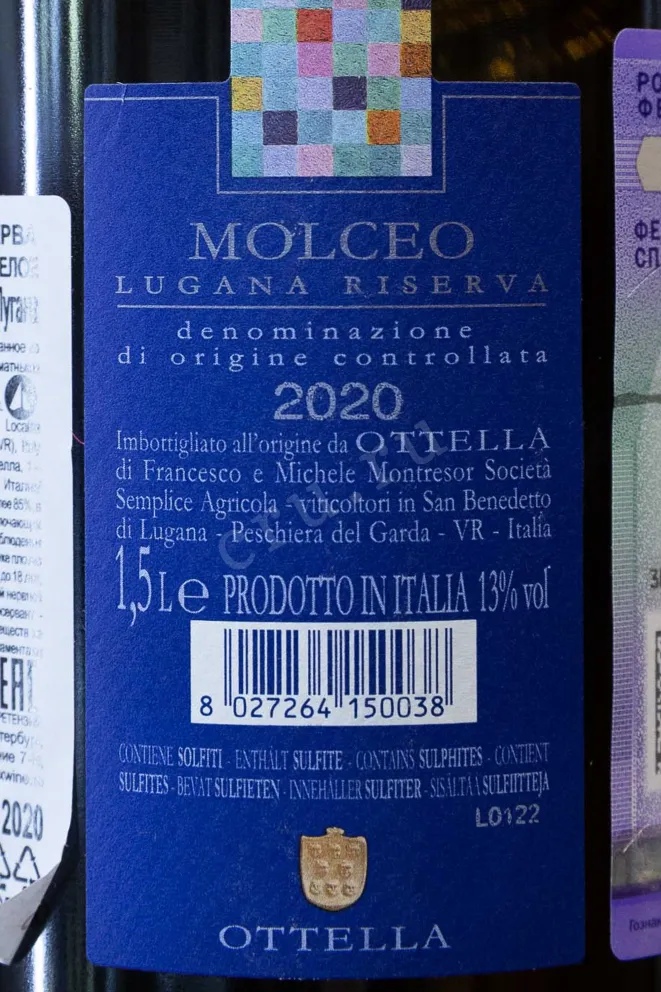 MOLCEO
LUGANA RISERVA
denominazione
di origine controllata
2020
Imbottigliato all'origine da OTTELLA
di Francesco e Michele Montresor Società
Semplice Agricola - viticoltori in San Benedetto
di Lugana - Peschiera del Garda - VR - Italia
1,5 L e PRODOTTO IN ITALIA 13% vol
8 027264 150038
CONTIENE SOLFITI - ENTHÄLT SULFITE - CONTAINS SULPHITES - CONTIENT
SULFITES - BEVAT SULFIETEN - INNEHÅLLER SULFITER - SISÄLTÄÄ SULFIITTEJA
L0122
OTTELLA
cru.ru
2020